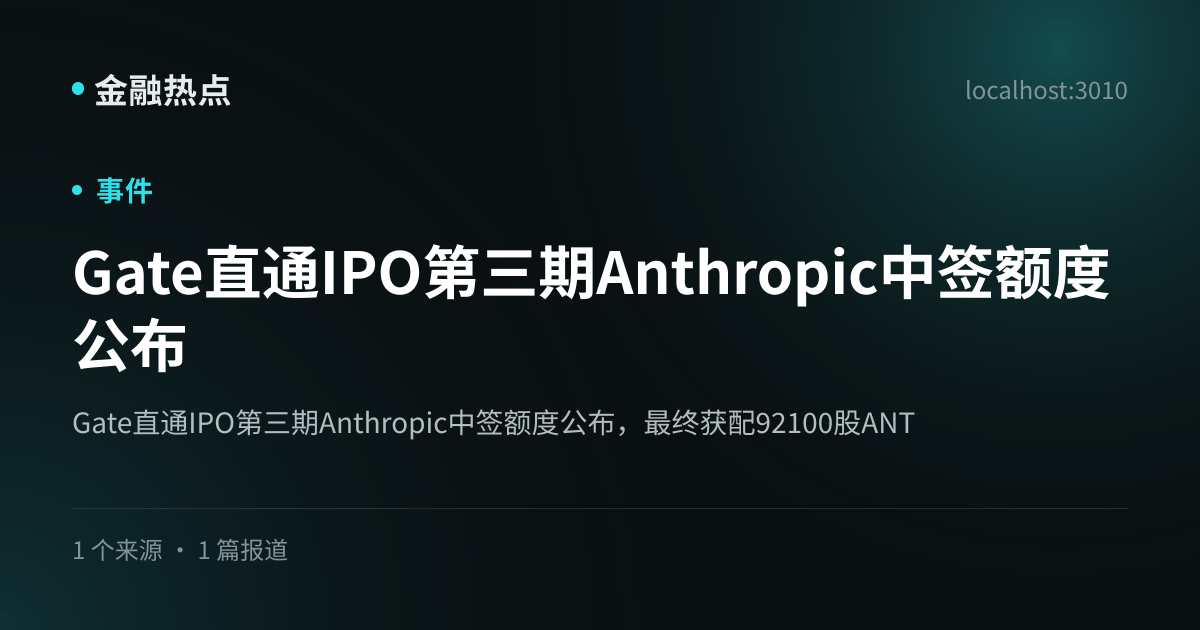 金融热点
localhost:3010
事件
Gate直通IPO第三期Anthropic中签额度
公布
Gate直通IPO第三期Anthropic中签额度公布，最终获配92100股ANT
1 个来源 · 1 篇报道